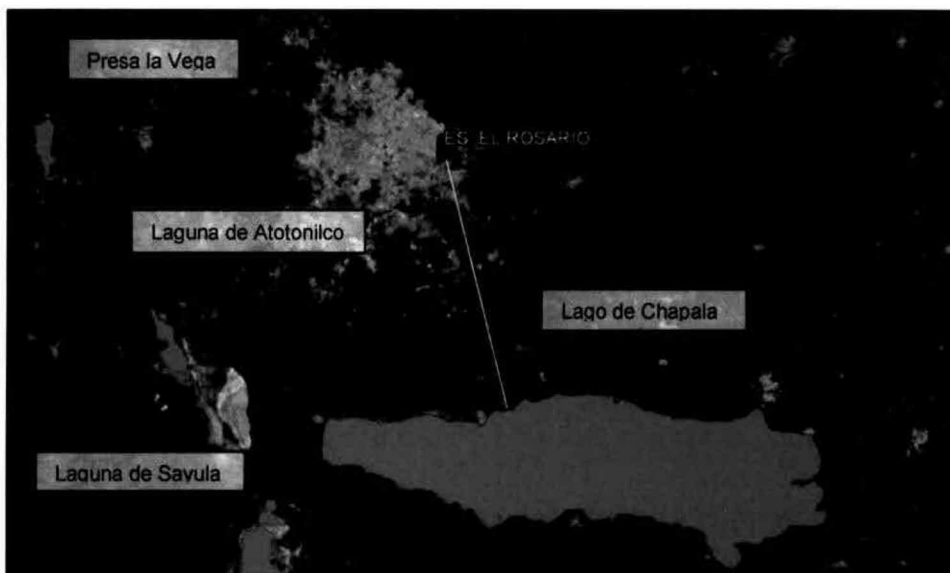 Presa la Vega
ES EL ROSARIO
Laguna de Atotonilco
Lago de Chapala
Laguna de Sayula